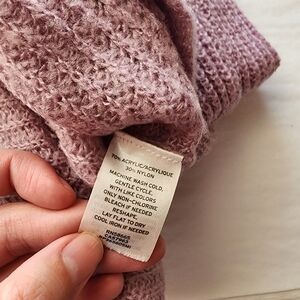 70% ACRYLIC/ACRYLIQUE
30% NYLON
MACHINE WASH COLD,
GENTLE CYCLE,
WITH LIKE COLORS
ONLY NON-CHLORINE
BLEACH IF NEEDED
RESHAPE,
LAY FLAT TO DRY
COOL IRON IF NEEDED